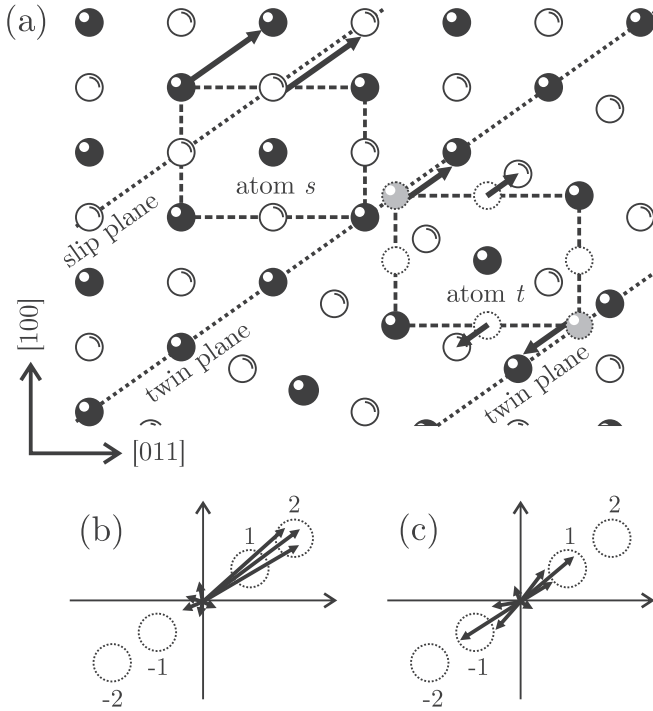 (a)
atom s
slip plane
atom t
[100]
twin plane
twin plane
[011]
(b)
2
1
-1
-2
(c)
2
1
-1
-2